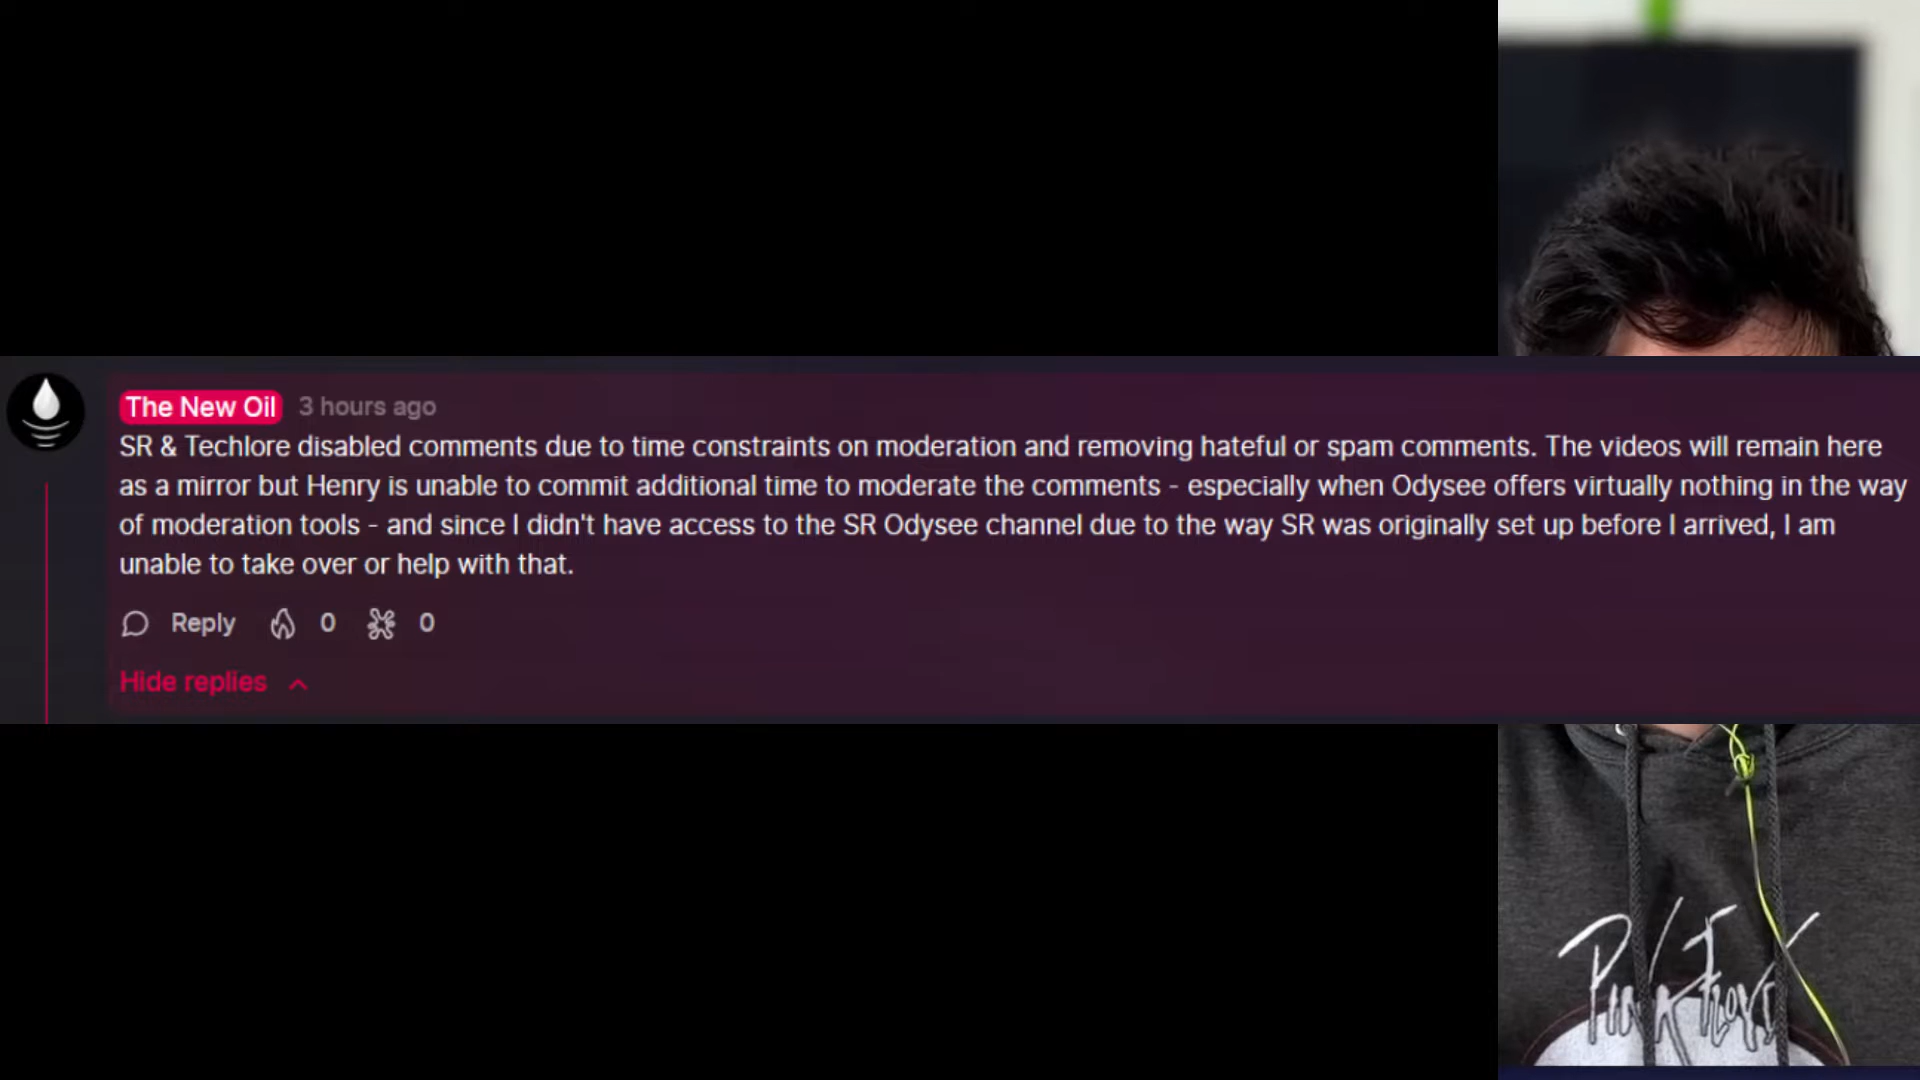 The New Oil 3 hours ago
SR & Techlore disabled comments due to time constraints on moderation and removing hateful or spam comments. The videos will remain here
as a mirror but Henry is unable to commit additional time to moderate the comments - especially when Odysee offers virtually nothing in the way
of moderation tools - and since I didn't have access to the SR Odysee channel due to the way SR was originally set up before I arrived, I am
unable to take over or help with that.
Reply 0 0
Hide replies
PINK FLOYD